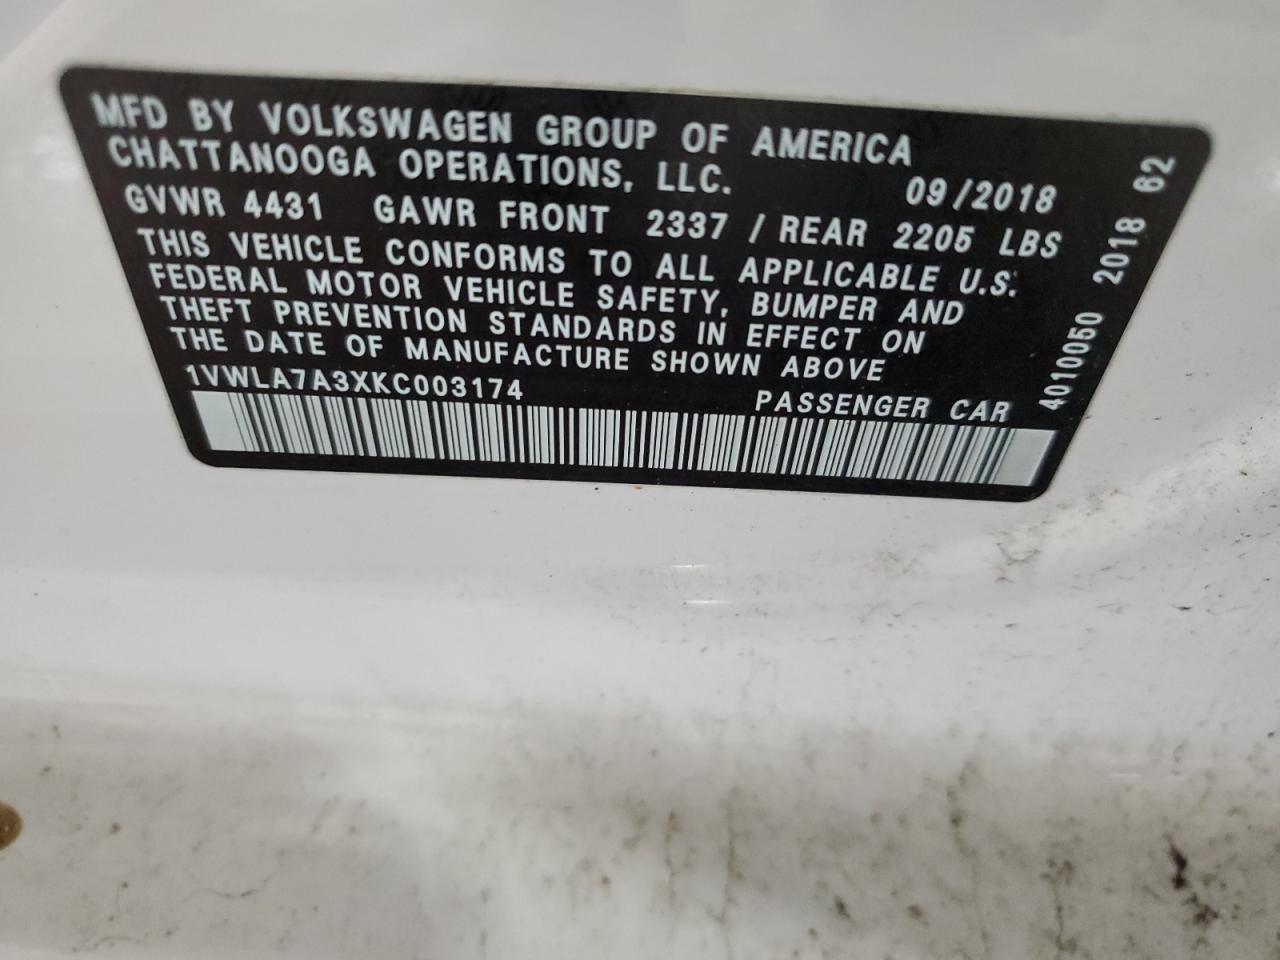 MFD BY VOLKSWAGEN GROUP OF AMERICA
CHATTANOOGA OPERATIONS, LLC. 09/2018
GVWR 4431 GAWR FRONT 2337 / REAR 2205 LBS
THIS VEHICLE CONFORMS TO ALL APPLICABLE U.S.
FEDERAL MOTOR VEHICLE SAFETY, BUMPER AND
THEFT PREVENTION STANDARDS IN EFFECT ON
THE DATE OF MANUFACTURE SHOWN ABOVE
1VWLA7A3XKC003174 PASSENGER CAR
4010050 2018 62